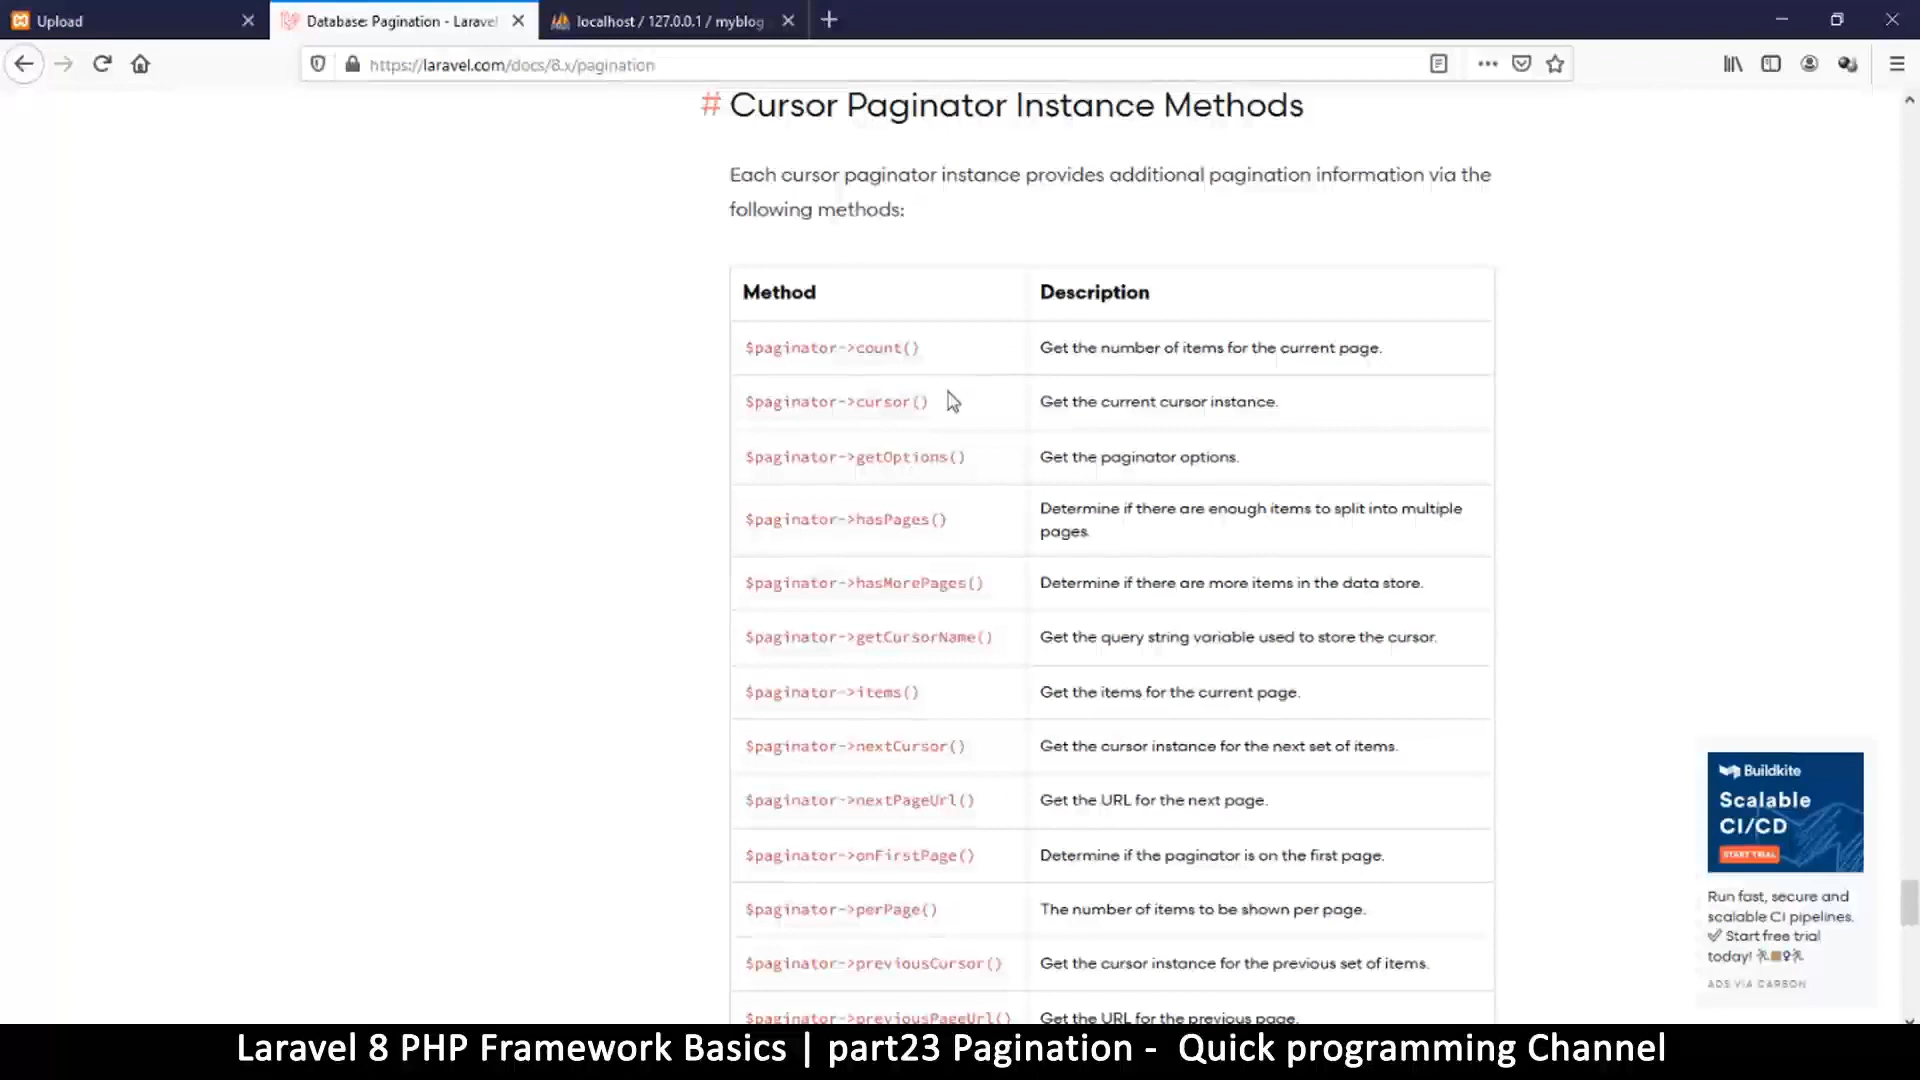 Upload
Database: Pagination - Laravel
localhost / 127.0.0.1 / myblog
https://laravel.com/docs/8.x/pagination
# Cursor Paginator Instance Methods
Each cursor paginator instance provides additional pagination information via the
following methods:
Method Description
$paginator->count() Get the number of items for the current page.
$paginator->cursor() Get the current cursor instance.
$paginator->getOptions() Get the paginator options.
$paginator->hasPages() Determine if there are enough items to split into multiple
pages.
$paginator->hasMorePages() Determine if there are more items in the data store.
$paginator->getCursorName() Get the query string variable used to store the cursor.
$paginator->items() Get the items for the current page.
$paginator->nextCursor() Get the cursor instance for the next set of items.
$paginator->nextPageUrl() Get the URL for the next page.
$paginator->onFirstPage() Determine if the paginator is on the first page.
$paginator->perPage() The number of items to be shown per page.
$paginator->previousCursor() Get the cursor instance for the previous set of items.
$paginator->previousPageUrl() Get the URL for the previous page.
Buildkite
Scalable
CI/CD
START TRIAL
Run fast, secure and
scalable CI pipelines.
✓ Start free trial
today!
ADS VIA CARBON
Laravel 8 PHP Framework Basics | part23 Pagination - Quick programming Channel